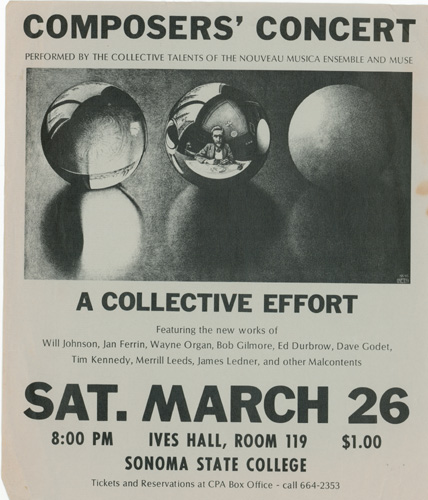 COMPOSERS' CONCERT
PERFORMED BY THE COLLECTIVE TALENTS OF THE NOUVEAU MUSICA ENSEMBLE AND MUSE
A COLLECTIVE EFFORT
Featuring the new works of
Will Johnson, Jan Ferrin, Wayne Organ, Bob Gilmore, Ed Durbrow, Dave Godet,
Tim Kennedy, Merrill Leeds, James Ledner, and other Malcontents
SAT. MARCH 26
8:00 PM IVES HALL, ROOM 119 $1.00
SONOMA STATE COLLEGE
Tickets and Reservations at CPA Box Office - call 664-2353